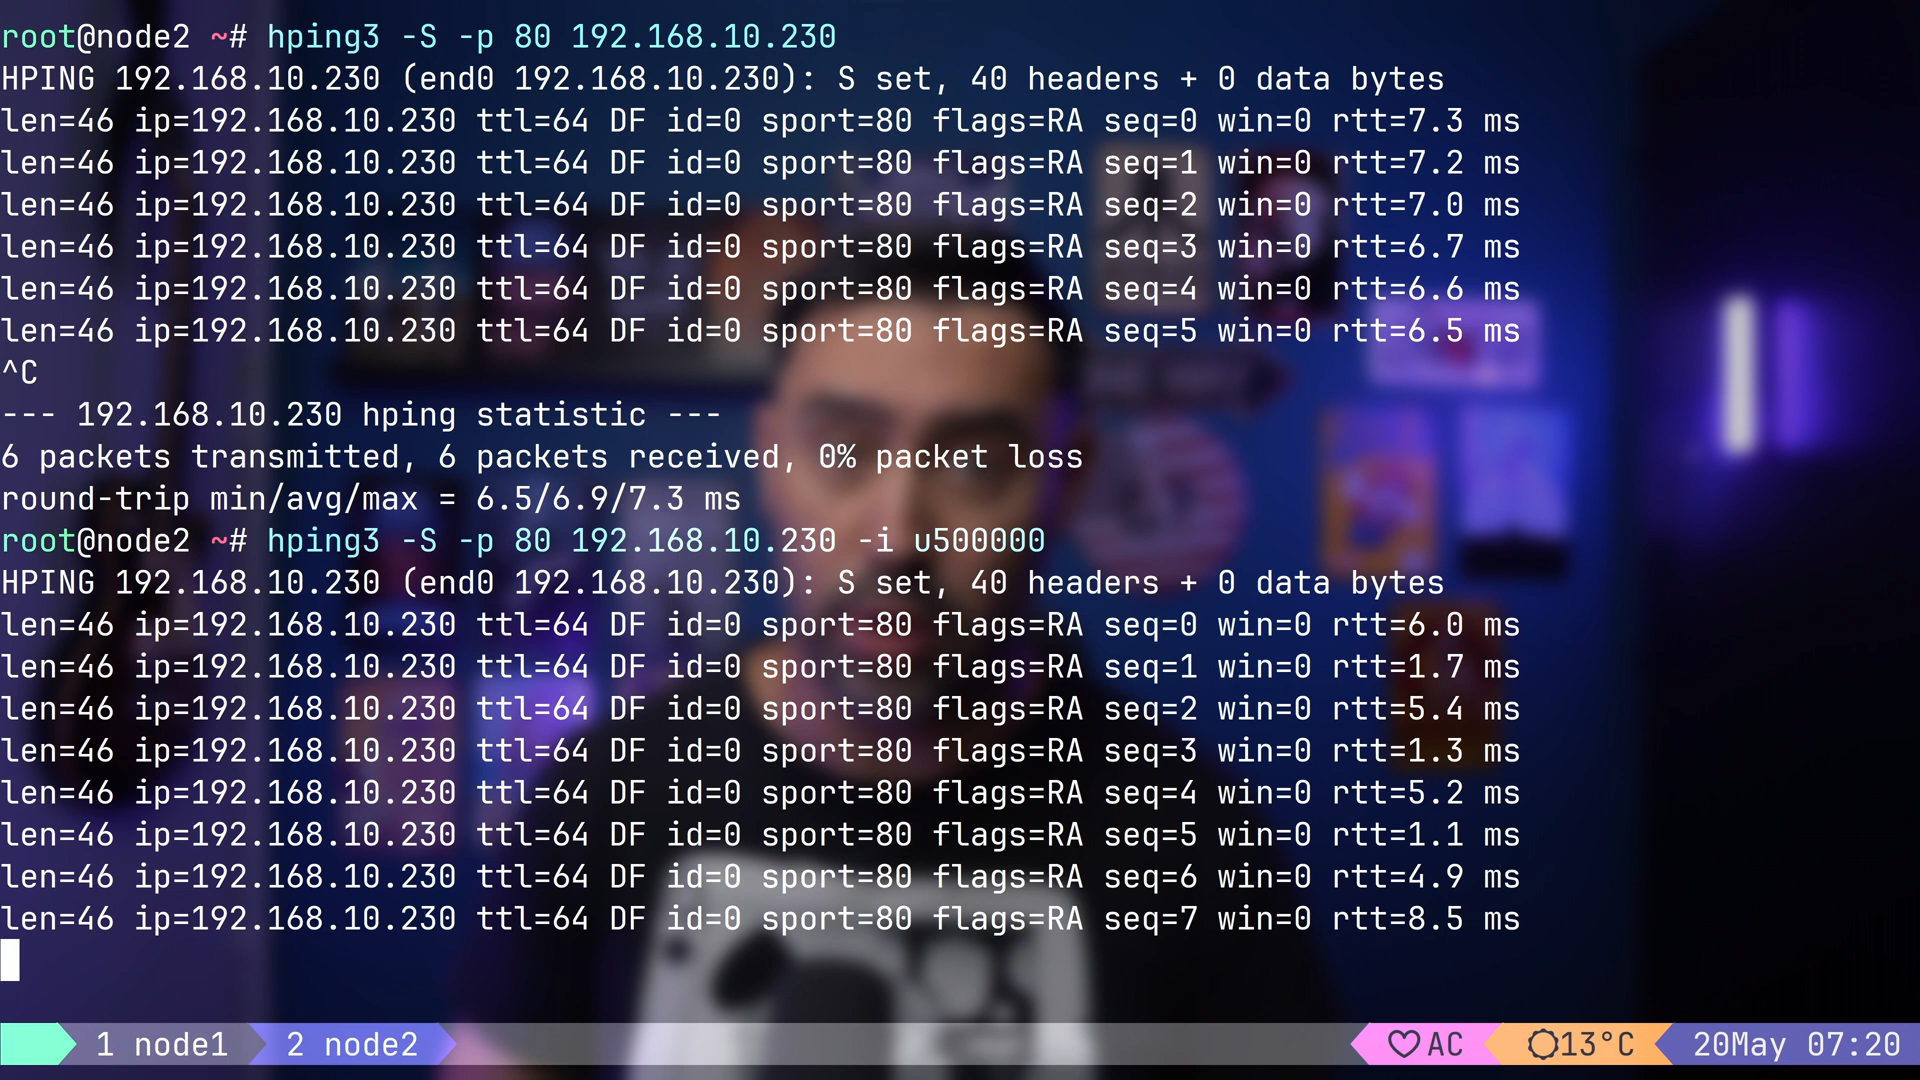 root@node2 ~# hping3 -S -p 80 192.168.10.230
HPING 192.168.10.230 (end0 192.168.10.230): S set, 40 headers + 0 data bytes
len=46 ip=192.168.10.230 ttl=64 DF id=0 sport=80 flags=RA seq=0 win=0 rtt=7.3 ms
len=46 ip=192.168.10.230 ttl=64 DF id=0 sport=80 flags=RA seq=1 win=0 rtt=7.2 ms
len=46 ip=192.168.10.230 ttl=64 DF id=0 sport=80 flags=RA seq=2 win=0 rtt=7.0 ms
len=46 ip=192.168.10.230 ttl=64 DF id=0 sport=80 flags=RA seq=3 win=0 rtt=6.7 ms
len=46 ip=192.168.10.230 ttl=64 DF id=0 sport=80 flags=RA seq=4 win=0 rtt=6.6 ms
len=46 ip=192.168.10.230 ttl=64 DF id=0 sport=80 flags=RA seq=5 win=0 rtt=6.5 ms
^C
--- 192.168.10.230 hping statistic ---
6 packets transmitted, 6 packets received, 0% packet loss
round-trip min/avg/max = 6.5/6.9/7.3 ms
root@node2 ~# hping3 -S -p 80 192.168.10.230 -i u500000
HPING 192.168.10.230 (end0 192.168.10.230): S set, 40 headers + 0 data bytes
len=46 ip=192.168.10.230 ttl=64 DF id=0 sport=80 flags=RA seq=0 win=0 rtt=6.0 ms
len=46 ip=192.168.10.230 ttl=64 DF id=0 sport=80 flags=RA seq=1 win=0 rtt=1.7 ms
len=46 ip=192.168.10.230 ttl=64 DF id=0 sport=80 flags=RA seq=2 win=0 rtt=5.4 ms
len=46 ip=192.168.10.230 ttl=64 DF id=0 sport=80 flags=RA seq=3 win=0 rtt=1.3 ms
len=46 ip=192.168.10.230 ttl=64 DF id=0 sport=80 flags=RA seq=4 win=0 rtt=5.2 ms
len=46 ip=192.168.10.230 ttl=64 DF id=0 sport=80 flags=RA seq=5 win=0 rtt=1.1 ms
len=46 ip=192.168.10.230 ttl=64 DF id=0 sport=80 flags=RA seq=6 win=0 rtt=4.9 ms
len=46 ip=192.168.10.230 ttl=64 DF id=0 sport=80 flags=RA seq=7 win=0 rtt=8.5 ms
1 node1 2 node2 ♡ AC 13°C 20May 07:20